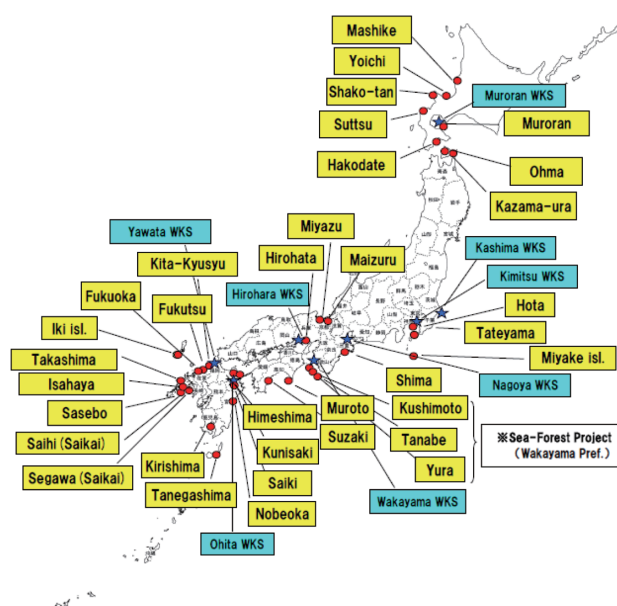 Mashike
Yoichi
Shako-tan
Muroran WKS
Suttsu
Muroran
Hakodate
Ohma
Kazama-ura
Miyazu
Yawata WKS
Hirohata
Maizuru
Kashima WKS
Kita-Kyusyu
Kimitsu WKS
Fukuoka
Hirohara WKS
Hota
Fukutsu
Iki isl.
Tateyama
Takashima
Miyake isl.
Isahaya
Shima
Nagoya WKS
Sasebo
Himeshima
Muroto
Kushimoto
Saihi (Saikai)
Suzaki
Tanabe
※Sea-Forest Project
(Wakayama Pref.)
Kunisaki
Kirishima
Yura
Segawa (Saikai)
Saiki
Tanegashima
Wakayama WKS
Nobeoka
Ohita WKS